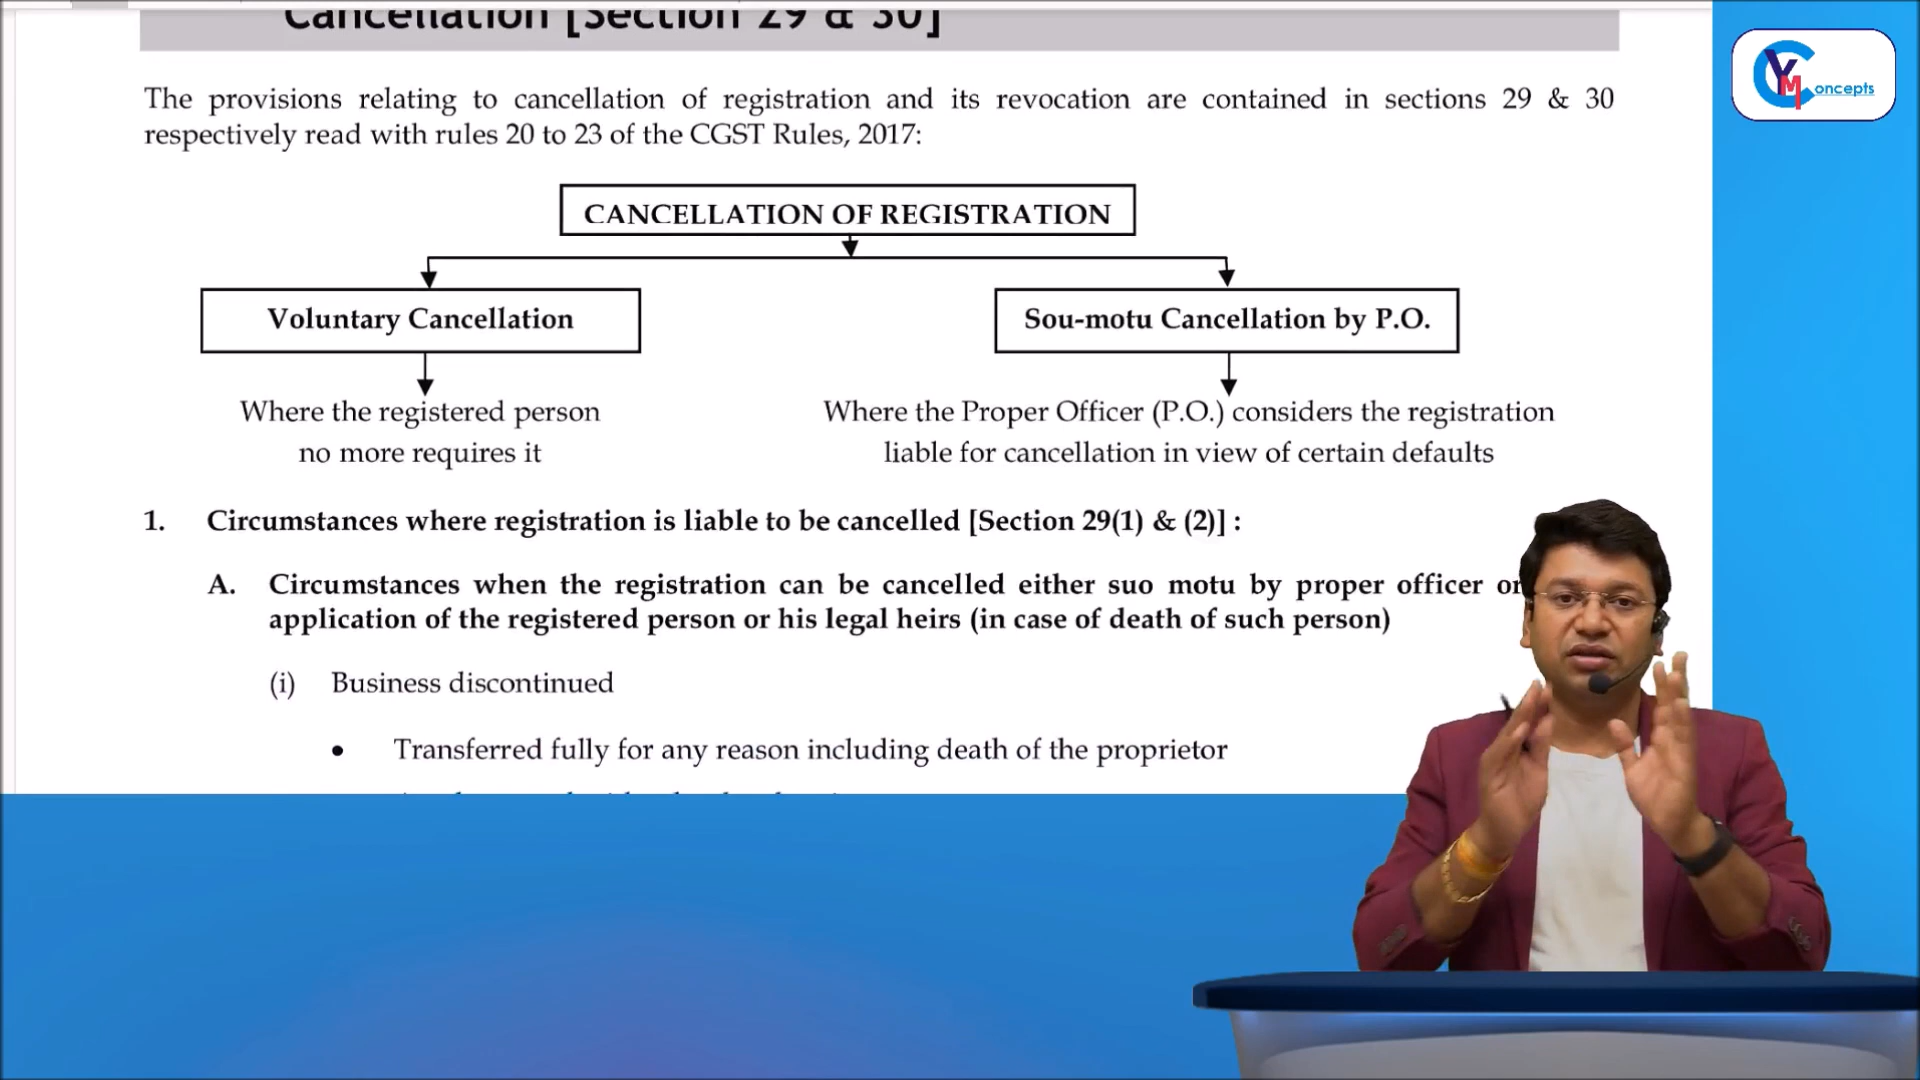 Cancellation [Section 29 & 30]
The provisions relating to cancellation of registration and its revocation are contained in sections 29 & 30
respectively read with rules 20 to 23 of the CGST Rules, 2017:
CANCELLATION OF REGISTRATION
Voluntary Cancellation
Sou-motu Cancellation by P.O.
Where the registered person
no more requires it
Where the Proper Officer (P.O.) considers the registration
liable for cancellation in view of certain defaults
1. Circumstances where registration is liable to be cancelled [Section 29(1) & (2)] :
A. Circumstances when the registration can be cancelled either suo motu by proper officer or
application of the registered person or his legal heirs (in case of death of such person)
(i) Business discontinued
• Transferred fully for any reason including death of the proprietor
VM Concepts